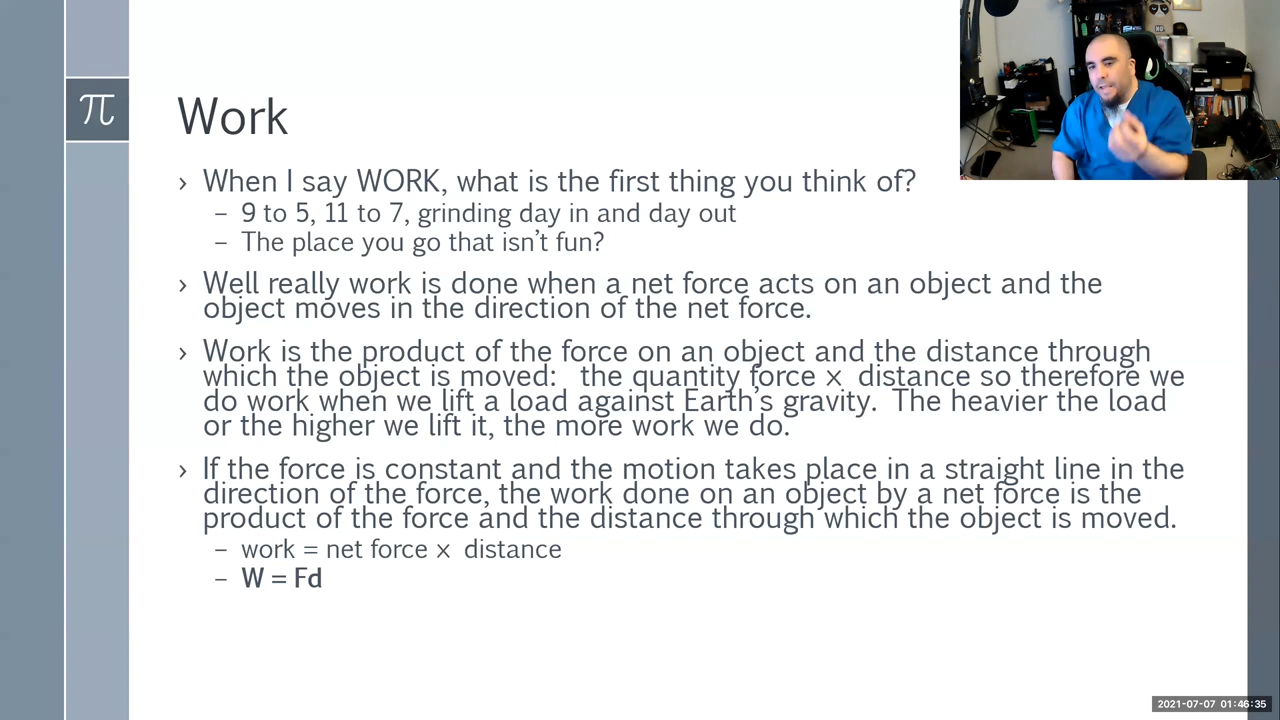 π
Work
› When I say WORK, what is the first thing you think of?
– 9 to 5, 11 to 7, grinding day in and day out
– The place you go that isn’t fun?
› Well really work is done when a net force acts on an object and the
object moves in the direction of the net force.
› Work is the product of the force on an object and the distance through
which the object is moved: the quantity force × distance so therefore we
do work when we lift a load against Earth’s gravity. The heavier the load
or the higher we lift it, the more work we do.
› If the force is constant and the motion takes place in a straight line in the
direction of the force, the work done on an object by a net force is the
product of the force and the distance through which the object is moved.
– work = net force × distance
– W = Fd
2021-07-07 01:46:35